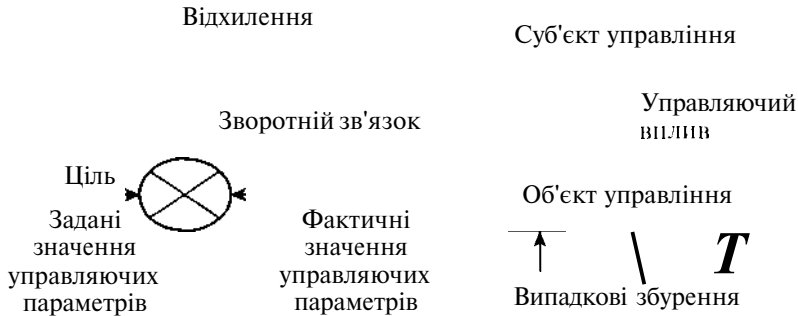 Відхилення
Суб'єкт управління
Зворотній зв'язок
Управляючий
вплив
Ціль
Об'єкт управління
Задані
значення
управляючих
параметрів
Фактичні
значення
управляючих
параметрів
T
Випадкові збурення